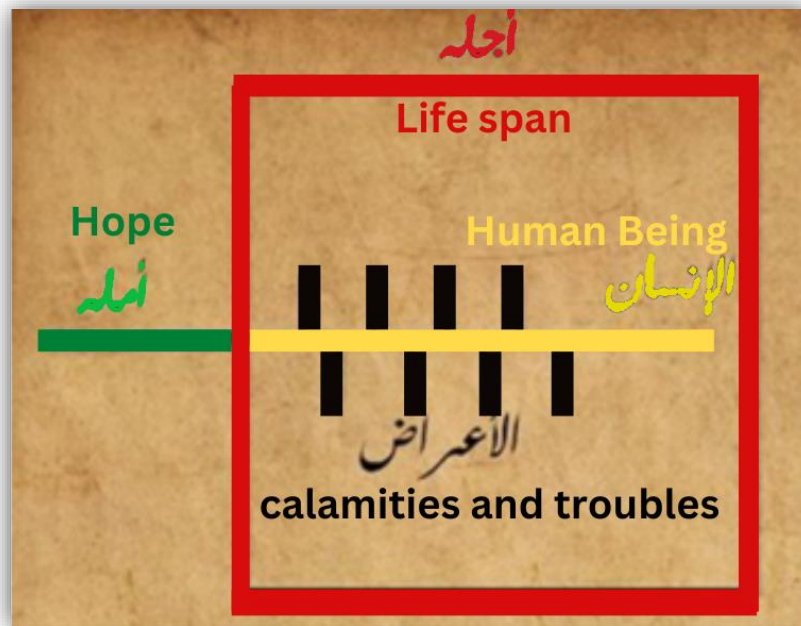 أجله
Life span
Hope
أمله
Human Being
الإنسان
الأعراض
calamities and troubles